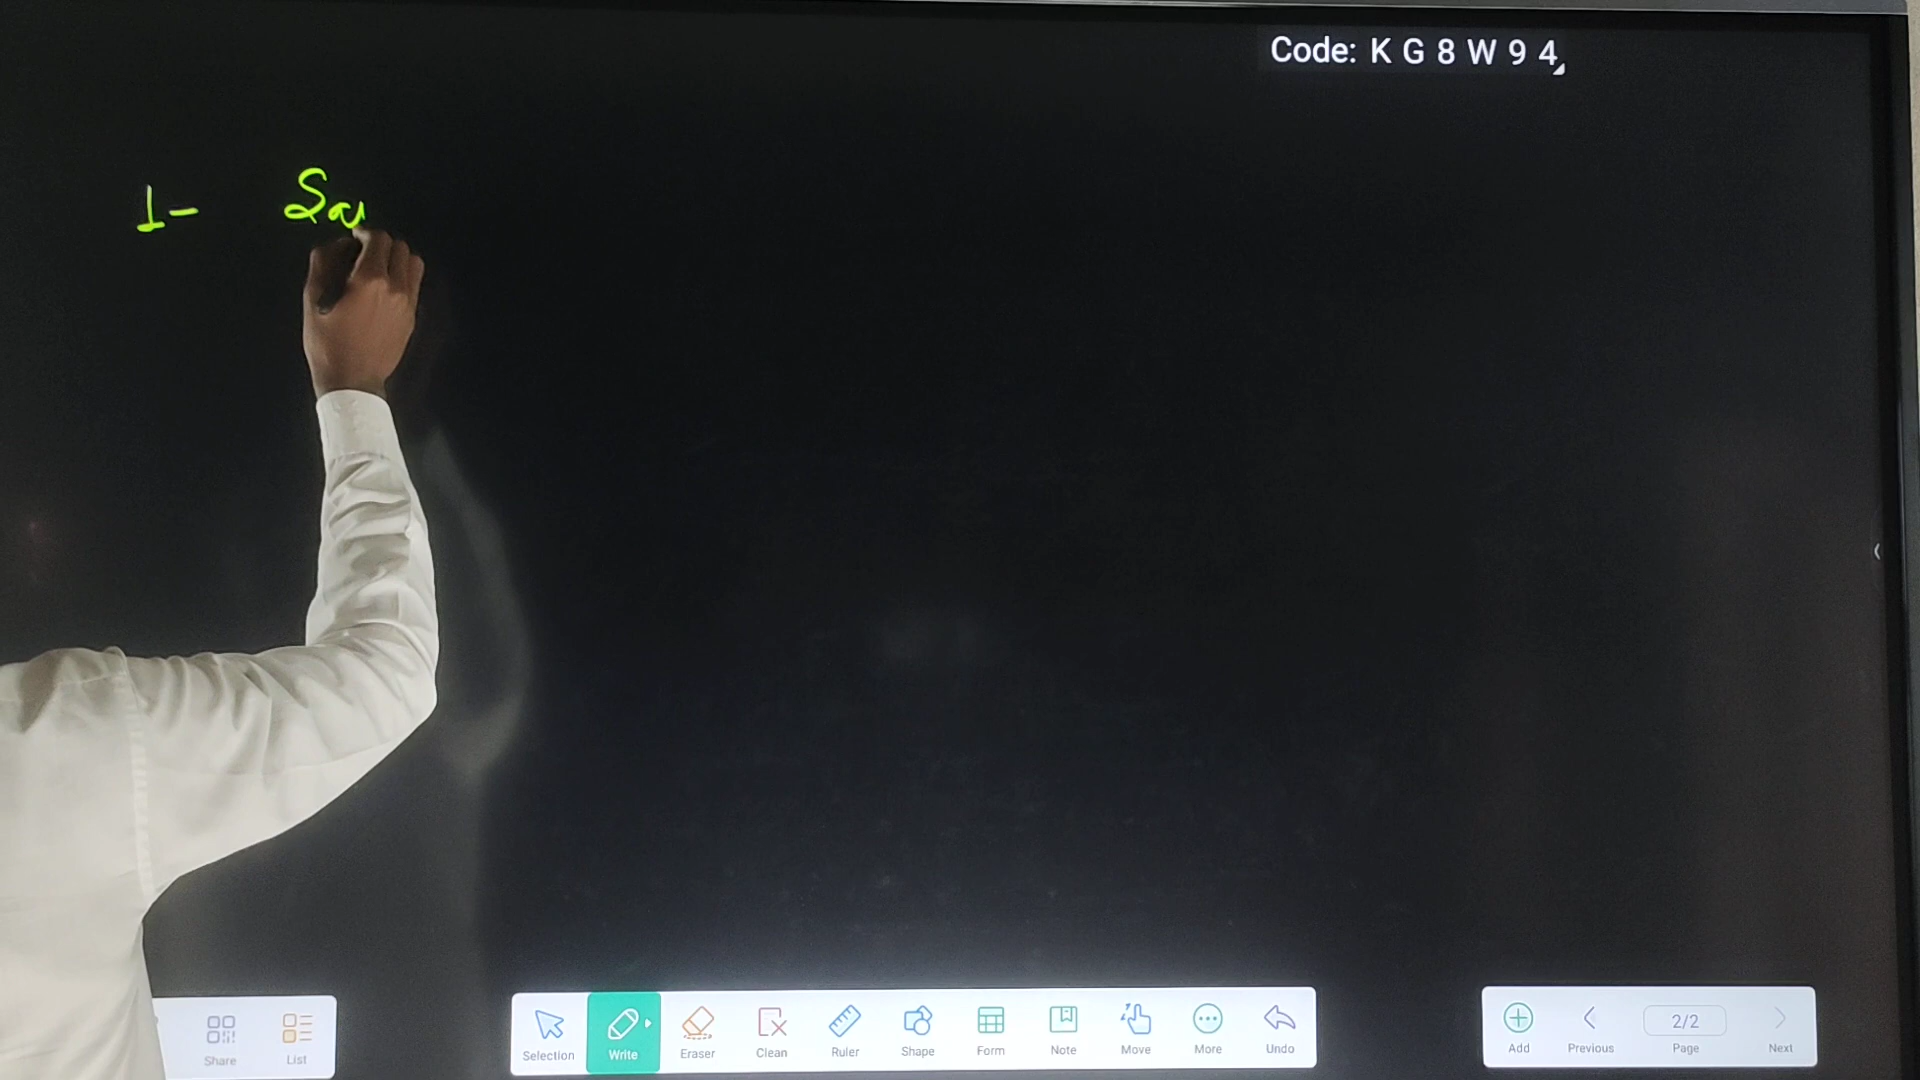 Code: K G 8 W 9 4
1-
Share
List
Selection
Write
Eraser
Clean
Ruler
Shape
Form
Note
Move
More
Undo
Add
Previous
2/2
Page
Next